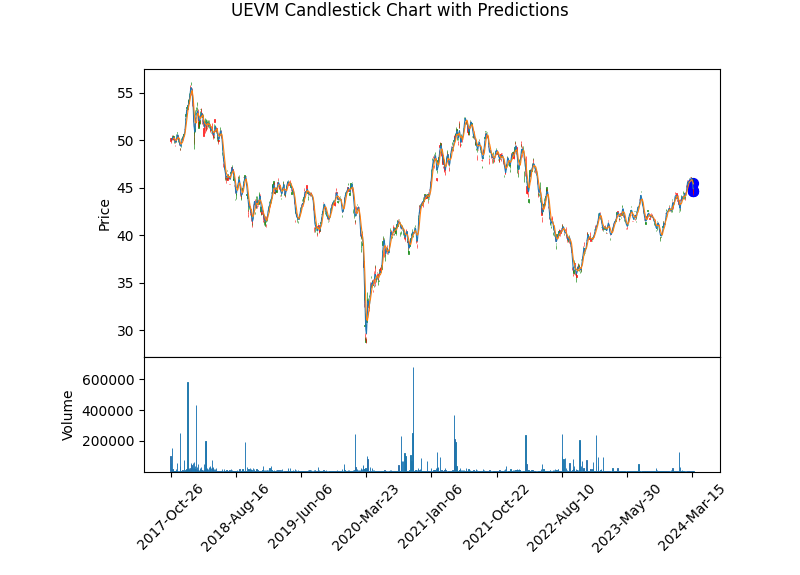 UEVM Candlestick Chart with Predictions
55
50
45
40
35
30
Price
600000
400000
200000
Volume
2017-Oct-26
2018-Aug-16
2019-Jun-06
2020-Mar-23
2021-Jan-06
2021-Oct-22
2022-Aug-10
2023-May-30
2024-Mar-15